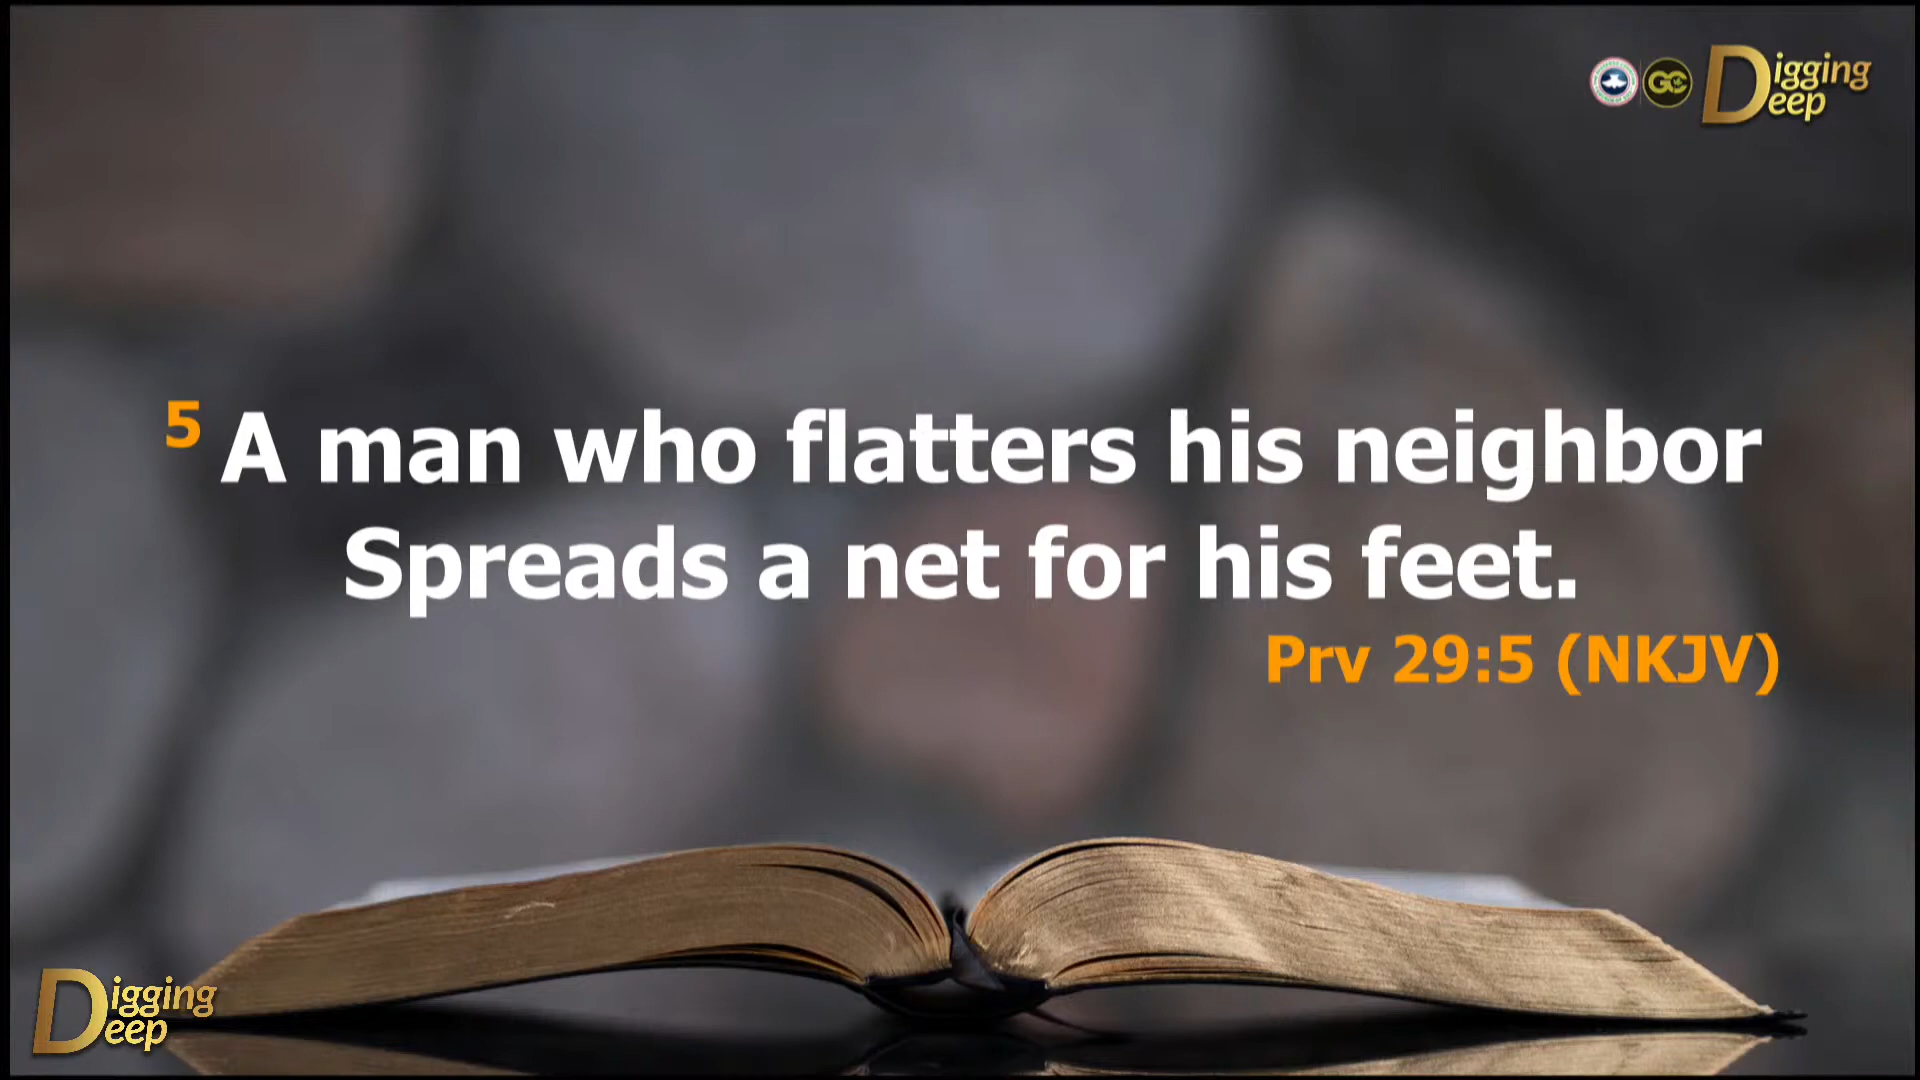 Digging
Deep
GC
5 A man who flatters his neighbor
Spreads a net for his feet.
Prv 29:5 (NKJV)
Digging
Deep